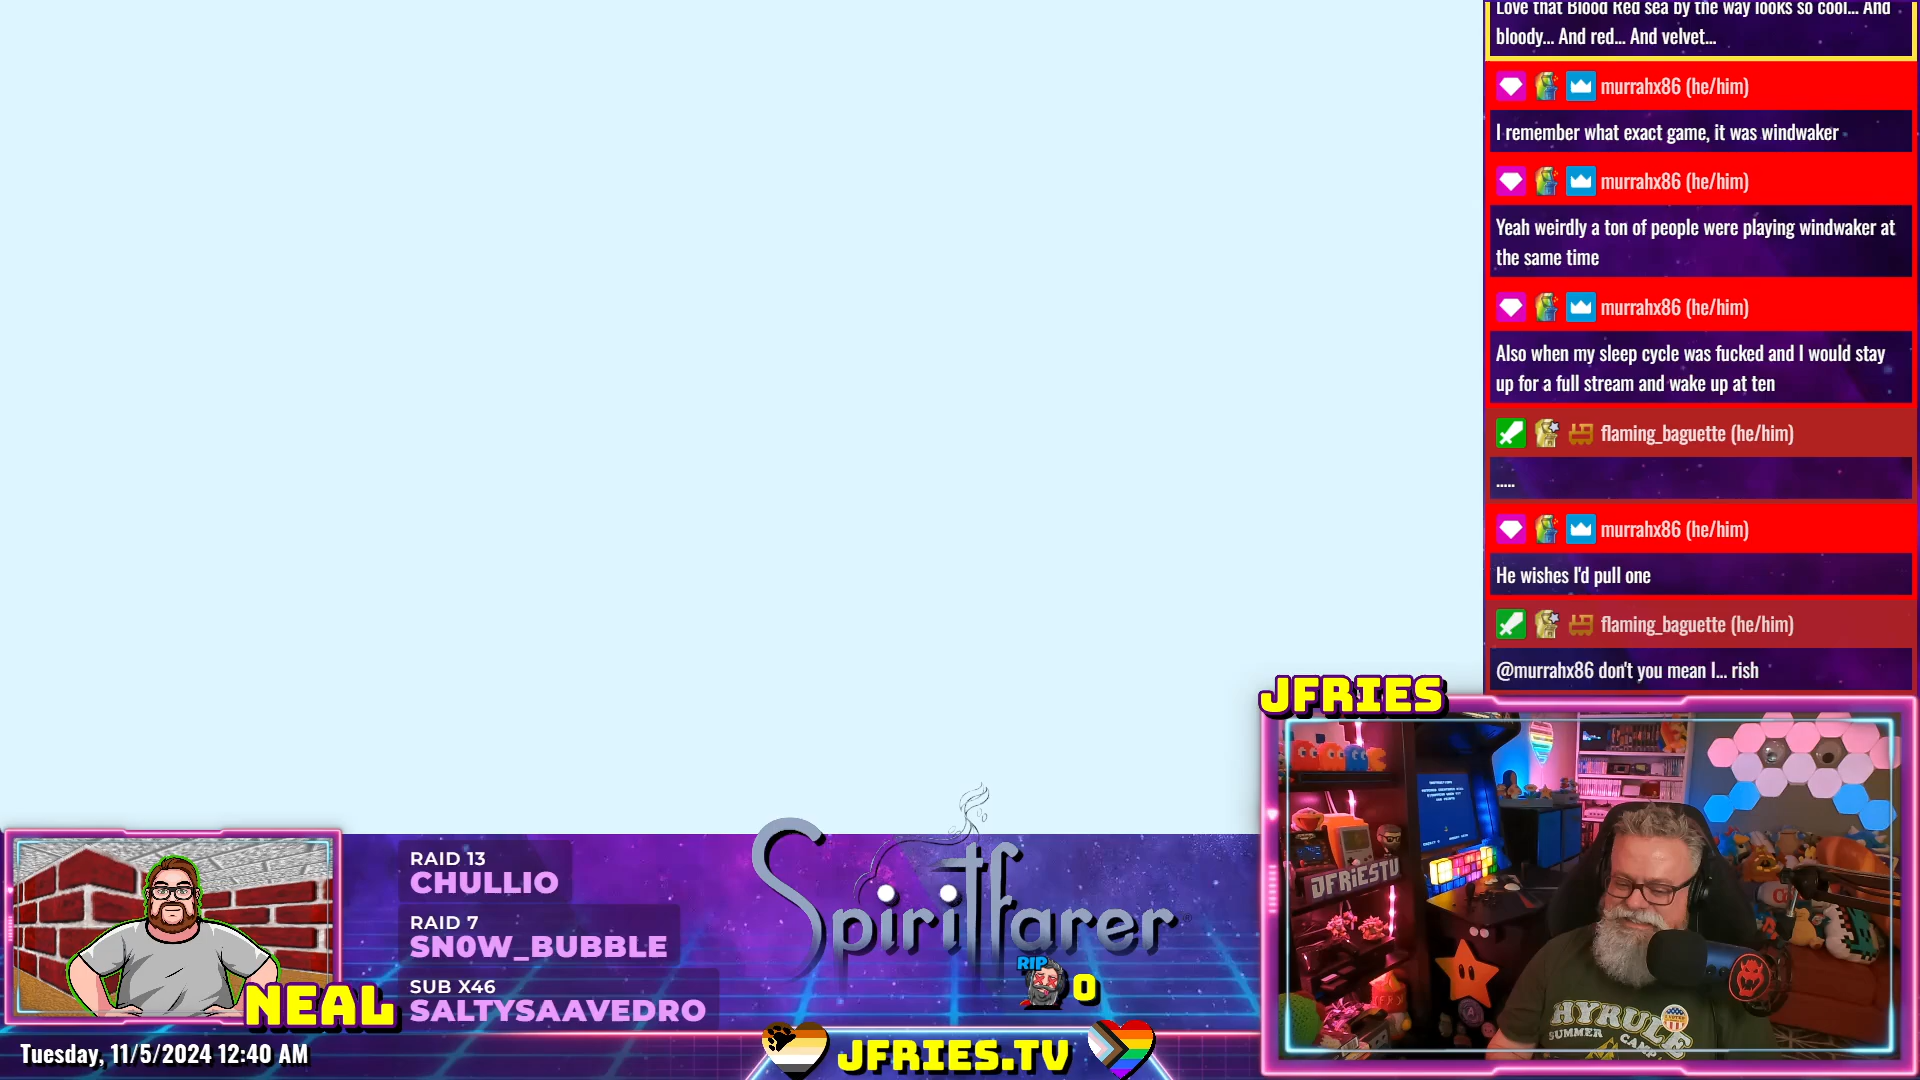 Love that Blood Red sea by the way looks so cool... And
bloody... And red... And velvet...
murrahx86 (he/him)
I remember what exact game, it was windwaker
murrahx86 (he/him)
Yeah weirdly a ton of people were playing windwaker at
the same time
murrahx86 (he/him)
Also when my sleep cycle was fucked and I would stay
up for a full stream and wake up at ten
flaming_baguette (he/him)
.....
murrahx86 (he/him)
He wishes I'd pull one
flaming_baguette (he/him)
@murrahx86 don't you mean I... rish
JFRIES
JFRIESTV
HYRULE
SUMMER CAMP
RAID 13
CHULLIO
RAID 7
SN0W_BUBBLE
SUB X46
SALTYSAAVEDRO
NEAL
Spiritfarer
RIP
0
Tuesday, 11/5/2024 12:40 AM
JFRIES.TV